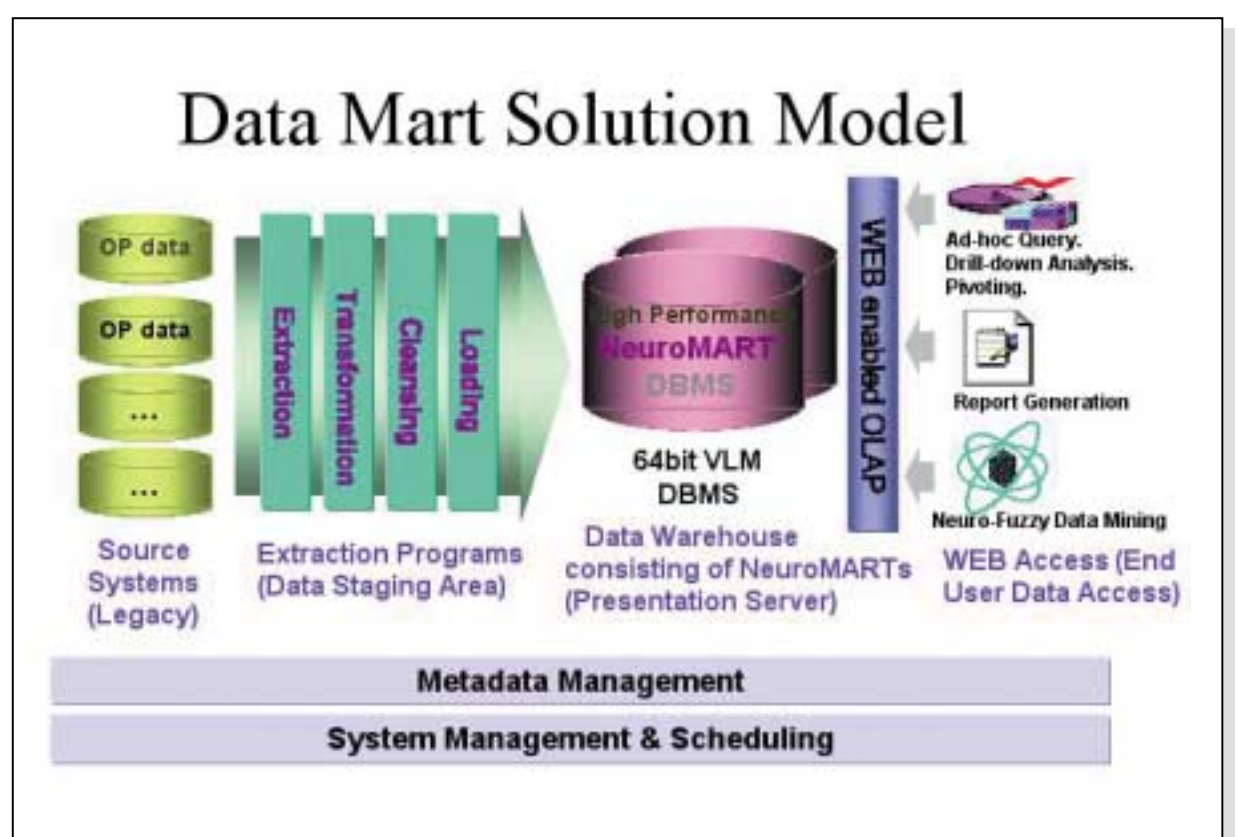 Data Mart Solution Model
OP data
OP data
...
...
Source
Systems
(Legacy)
Extraction
Transformation
Cleansing
Loading
Extraction Programs
(Data Staging Area)
High Performance
NeuroMART
DBMS
64bit VLM
DBMS
Data Warehouse
consisting of NeuroMARTs
(Presentation Server)
WEB enabled OLAP
Ad-hoc Query.
Drill-down Analysis.
Pivoting.
Report Generation
Neuro-Fuzzy Data Mining
WEB Access (End
User Data Access)
Metadata Management
System Management & Scheduling